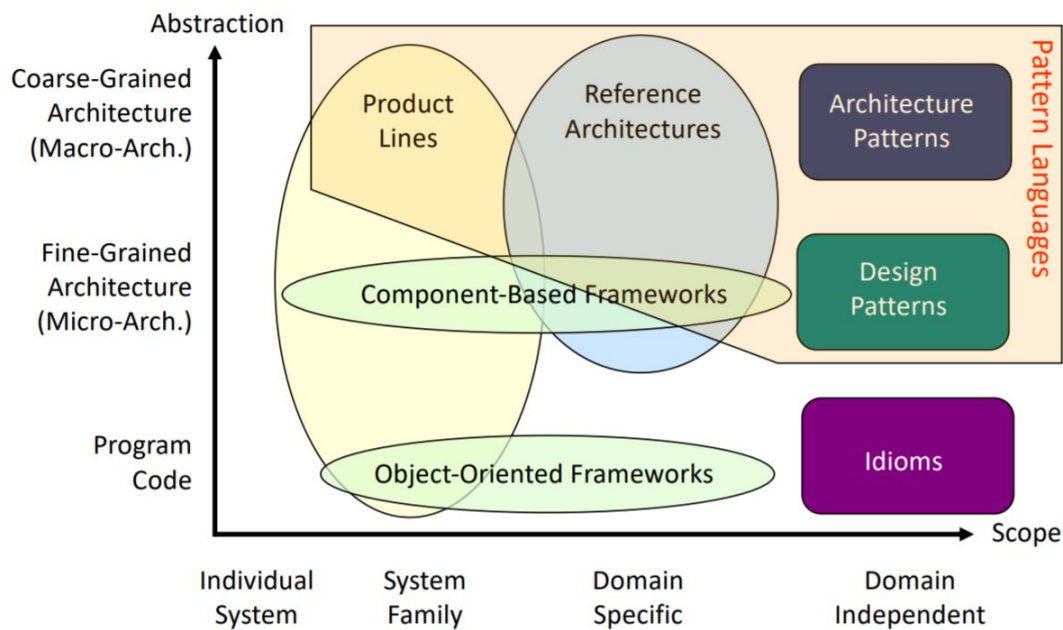 Abstraction
Coarse-Grained
Architecture
(Macro-Arch.)
Product
Lines
Reference
Architectures
Architecture
Patterns
Pattern Languages
Fine-Grained
Architecture
(Micro-Arch.)
Component-Based Frameworks
Design
Patterns
Program
Code
Object-Oriented Frameworks
Idioms
Scope
Individual
System
System
Family
Domain
Specific
Domain
Independent